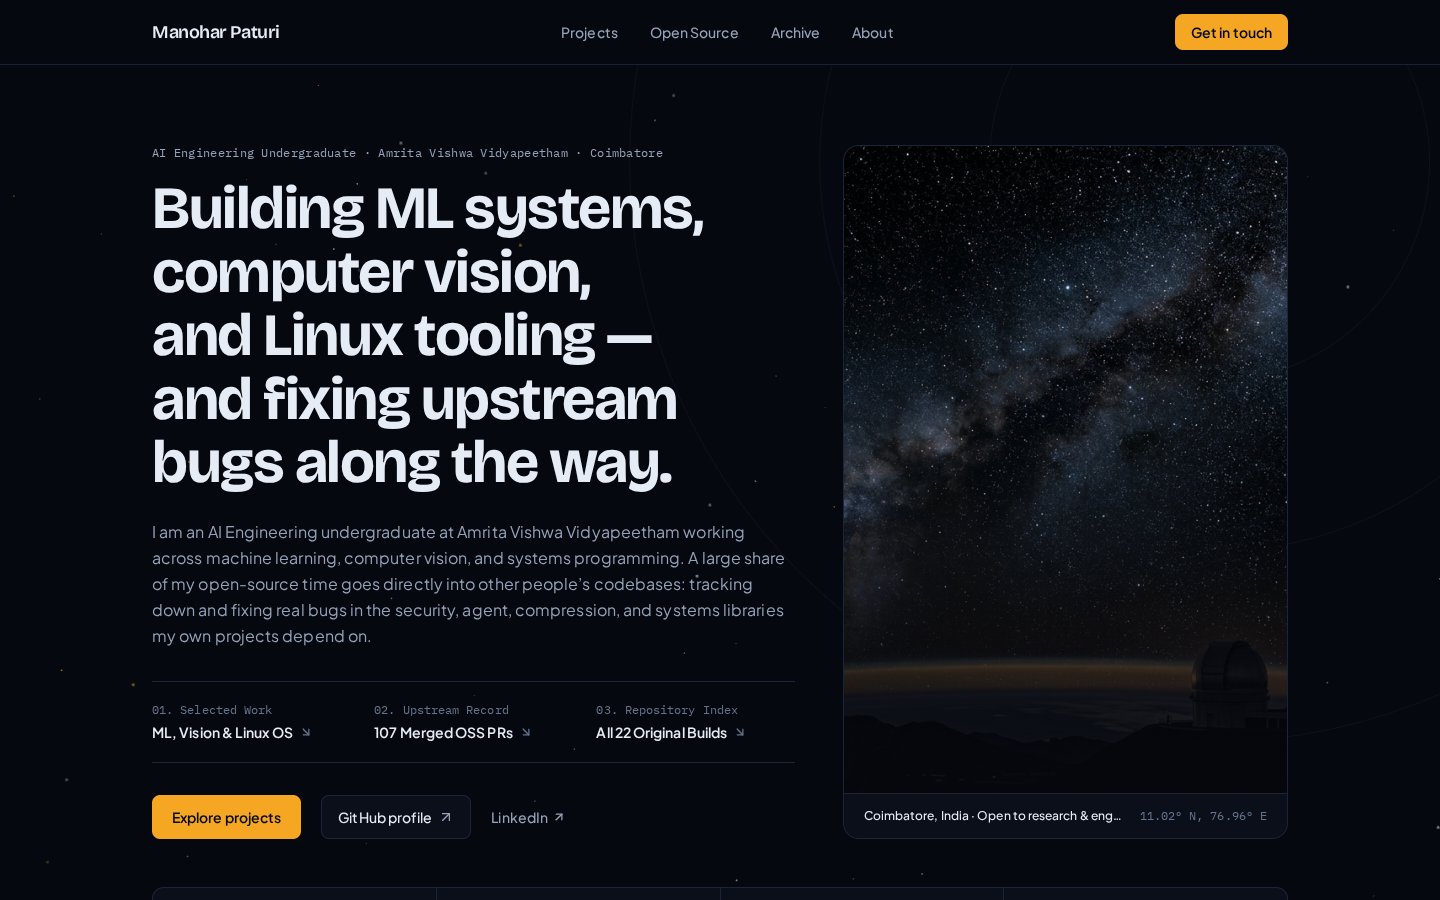 Manohar Paturi
Projects
Open Source
Archive
About
Get in touch
AI Engineering Undergraduate · Amrita Vishwa Vidyapeetham · Coimbatore
Building ML systems,
computer vision,
and Linux tooling —
and fixing upstream
bugs along the way.
I am an AI Engineering undergraduate at Amrita Vishwa Vidyapeetham working
across machine learning, computer vision, and systems programming. A large share
of my open-source time goes directly into other people’s codebases: tracking
down and fixing real bugs in the security, agent, compression, and systems libraries
my own projects depend on.
01. Selected Work
ML, Vision & Linux OS ↘
02. Upstream Record
107 Merged OSS PRs ↘
03. Repository Index
All 22 Original Builds ↘
Explore projects
GitHub profile ↗
LinkedIn ↗
Coimbatore, India · Open to research & eng…
11.02° N, 76.96° E